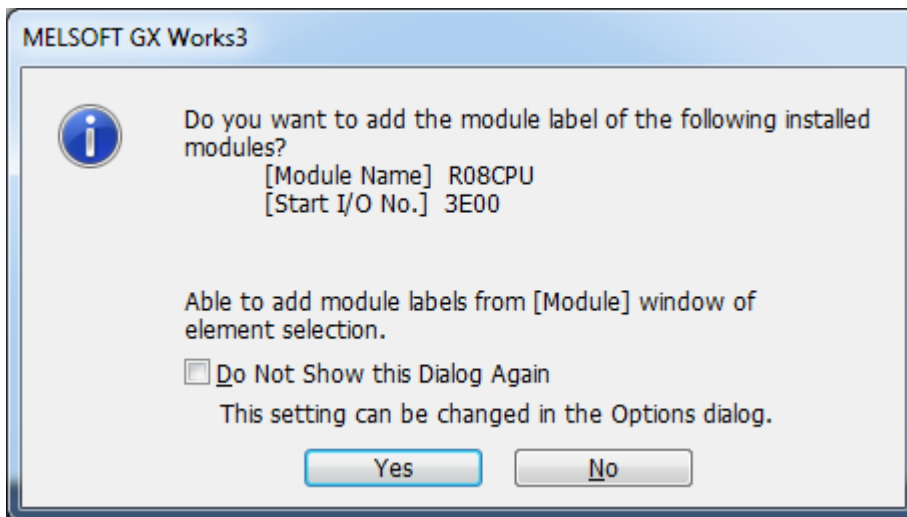 MELSOFT GX Works3
Do you want to add the module label of the following installed
modules?
[Module Name] R08CPU
[Start I/O No.] 3E00
Able to add module labels from [Module] window of
element selection.
Do Not Show this Dialog Again
This setting can be changed in the Options dialog.
Yes
No